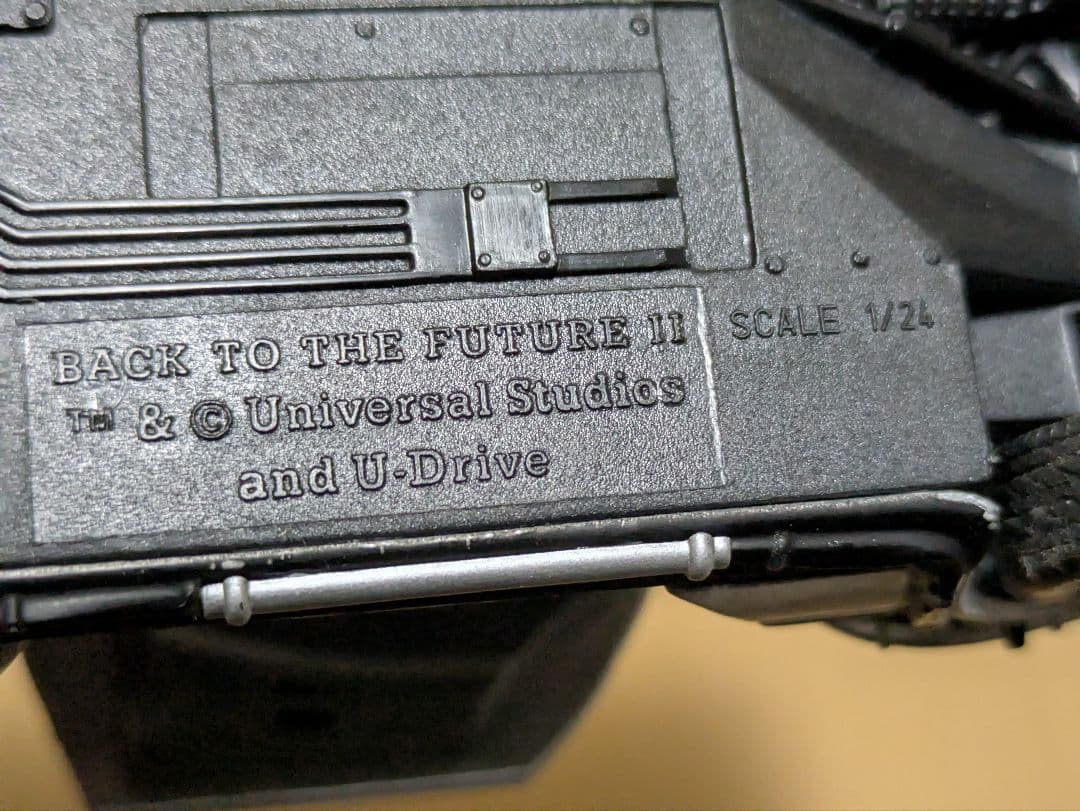 BACK TO THE FUTURE II
™ & © Universal Studios
and U-Drive
SCALE 1/24